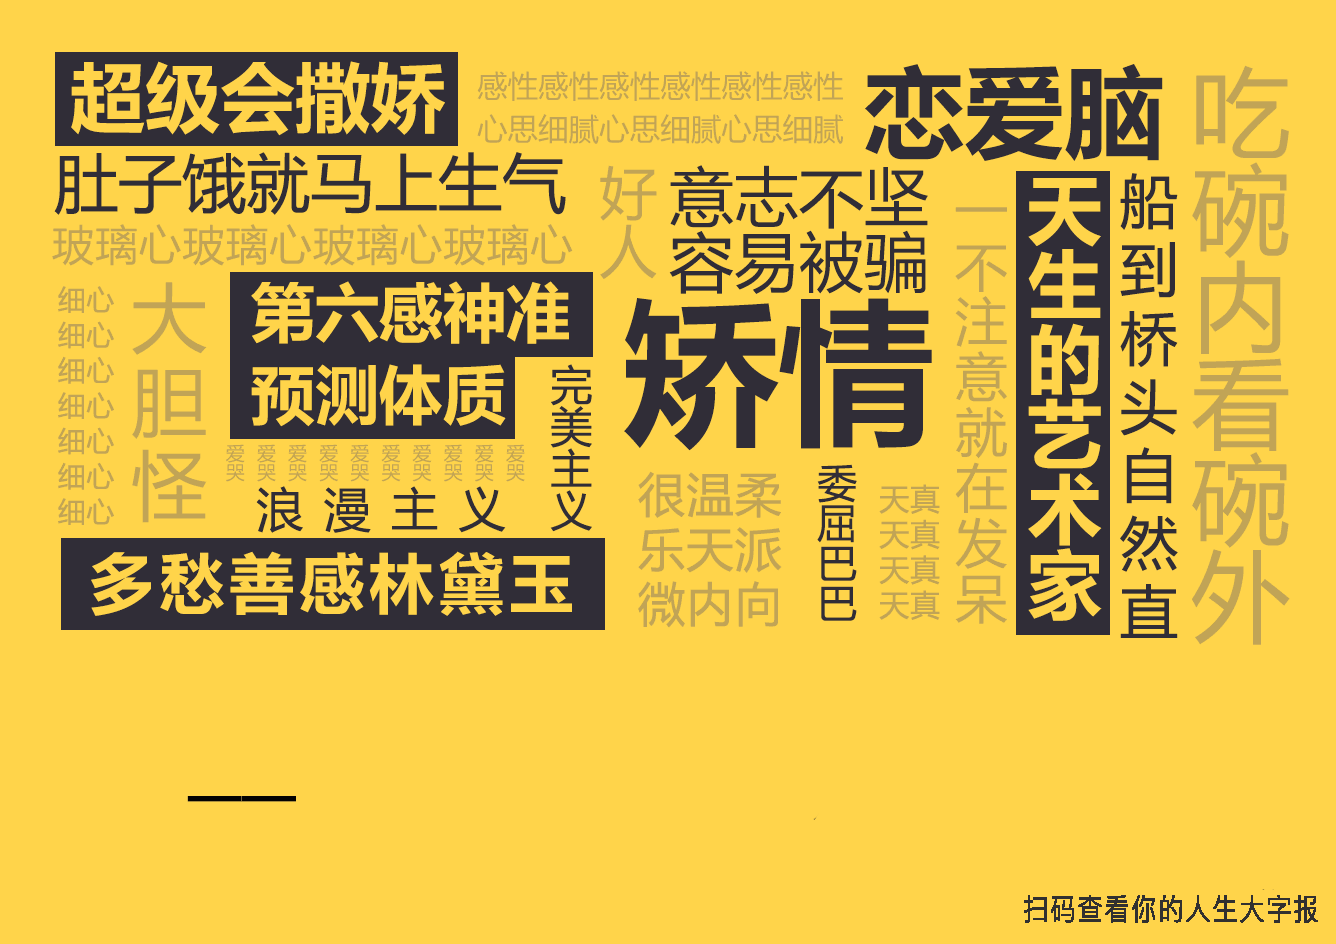 超级会撒娇
感性感性感性感性感性感性
心思细腻心思细腻心思细腻
恋爱脑
吃碗内看碗外
肚子饿就马上生气
好人
意志不坚
容易被骗
一不注意就在发呆
天生的艺术家
船到桥头自然直
玻璃心玻璃心玻璃心玻璃心
细心
细心
细心
细心
细心
细心
细心
大胆怪
第六感神准
预测体质
完美主义
矫情
爱哭 爱哭 爱哭 爱哭 爱哭 爱哭 爱哭 爱哭 爱哭 爱哭
浪漫主义
很温柔
乐天派
微内向
委屈巴巴
天真
天真
天真
天真
多愁善感林黛玉
——
扫码查看你的人生大字报